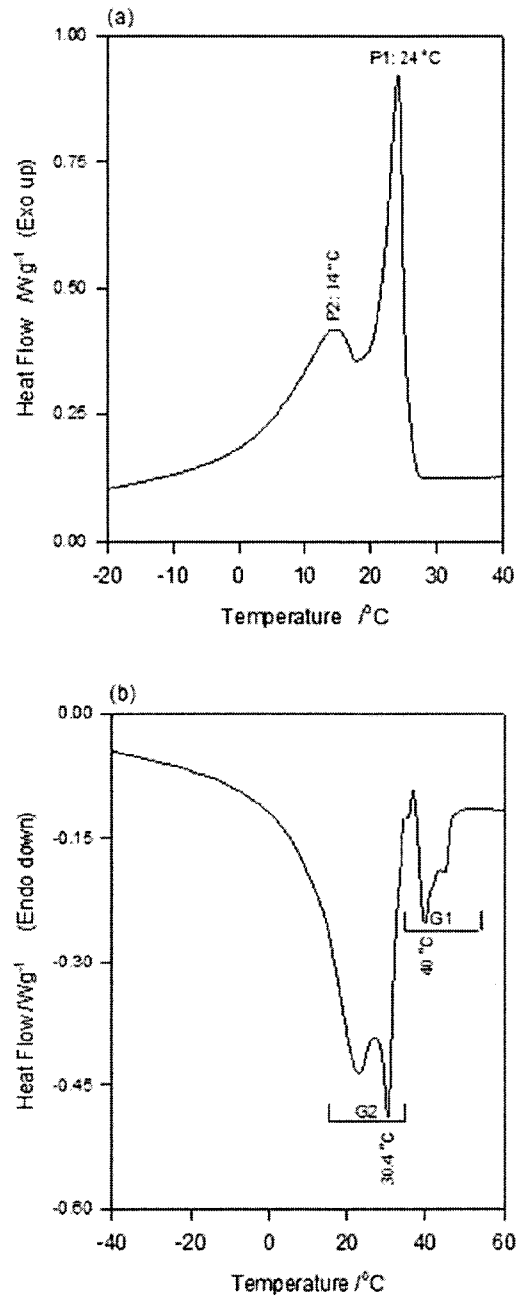 (a)
P1: 24 °C
P2: 14 °C
1.00
0.75
0.50
0.25
0.00
Heat Flow /Wg⁻¹ (Exo up)
-20 -10 0 10 20 30 40
Temperature /°C
(b)
0.00
-0.15
-0.30
-0.45
-0.60
Heat Flow /Wg⁻¹ (Endo down)
G1
40 °C
G2
30.4 °C
-40 -20 0 20 40 60
Temperature /°C